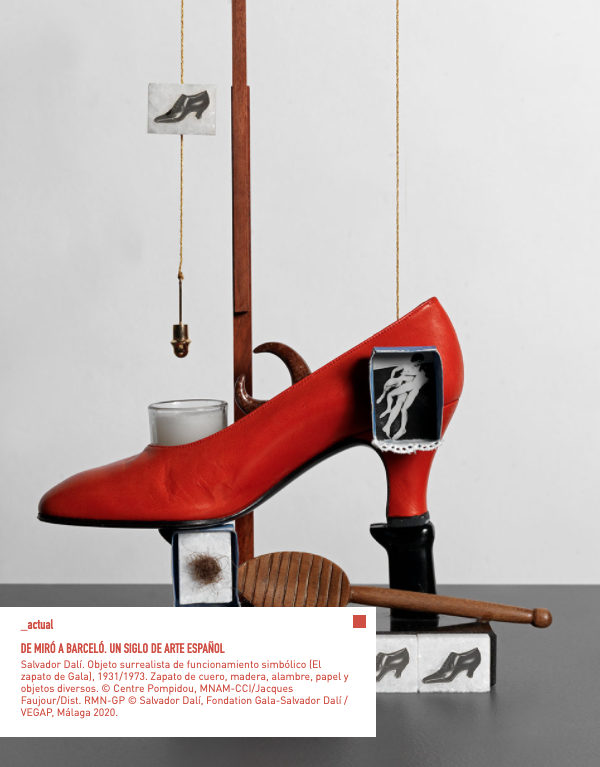 _actual
DE MIRÓ A BARCELÓ. UN SIGLO DE ARTE ESPAÑOL
Salvador Dalí. Objeto surrealista de funcionamiento simbólico (El
zapato de Gala), 1931/1973. Zapato de cuero, madera, alambre, papel y
objetos diversos. © Centre Pompidou, MNAM-CCI/Jacques
Faujour/Dist. RMN-GP © Salvador Dalí, Fondation Gala-Salvador Dalí /
VEGAP, Málaga 2020.